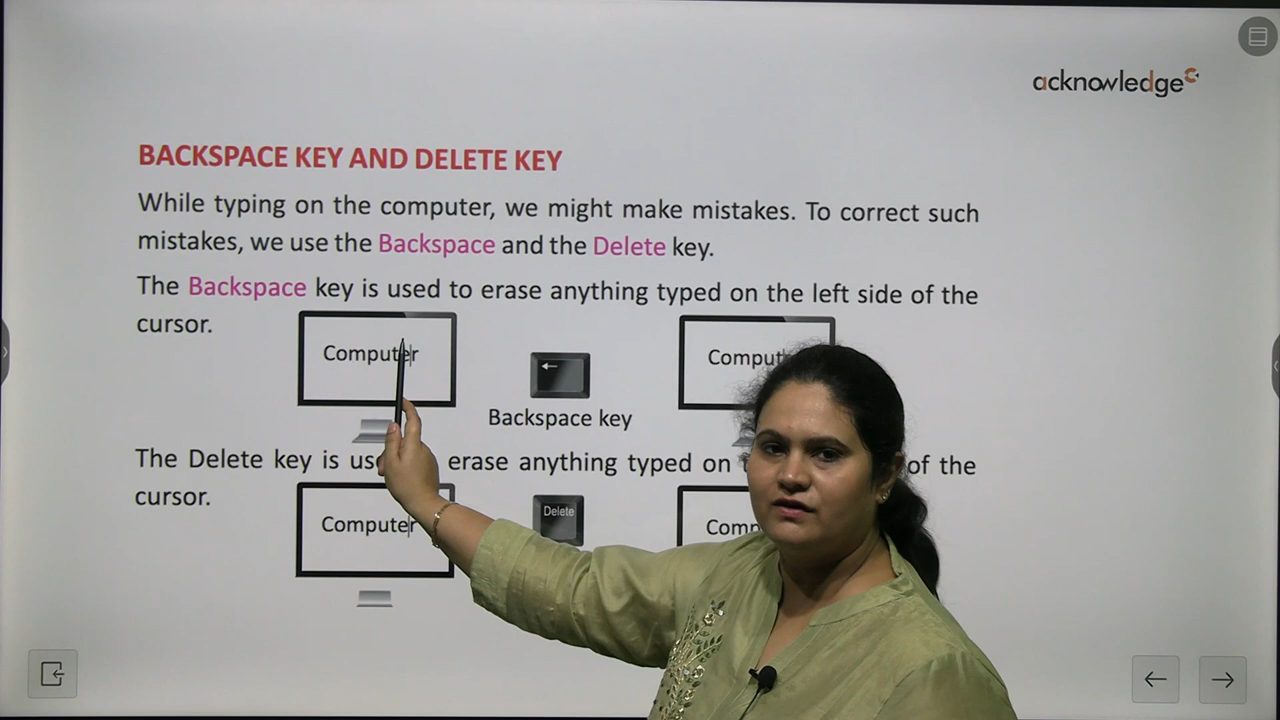 acknowledge
BACKSPACE KEY AND DELETE KEY
While typing on the computer, we might make mistakes. To correct such
mistakes, we use the Backspace and the Delete key.
The Backspace key is used to erase anything typed on the left side of the
cursor.
Computer
Backspace key
The Delete key is erase anything typed on of the
cursor.
Computer
Delete